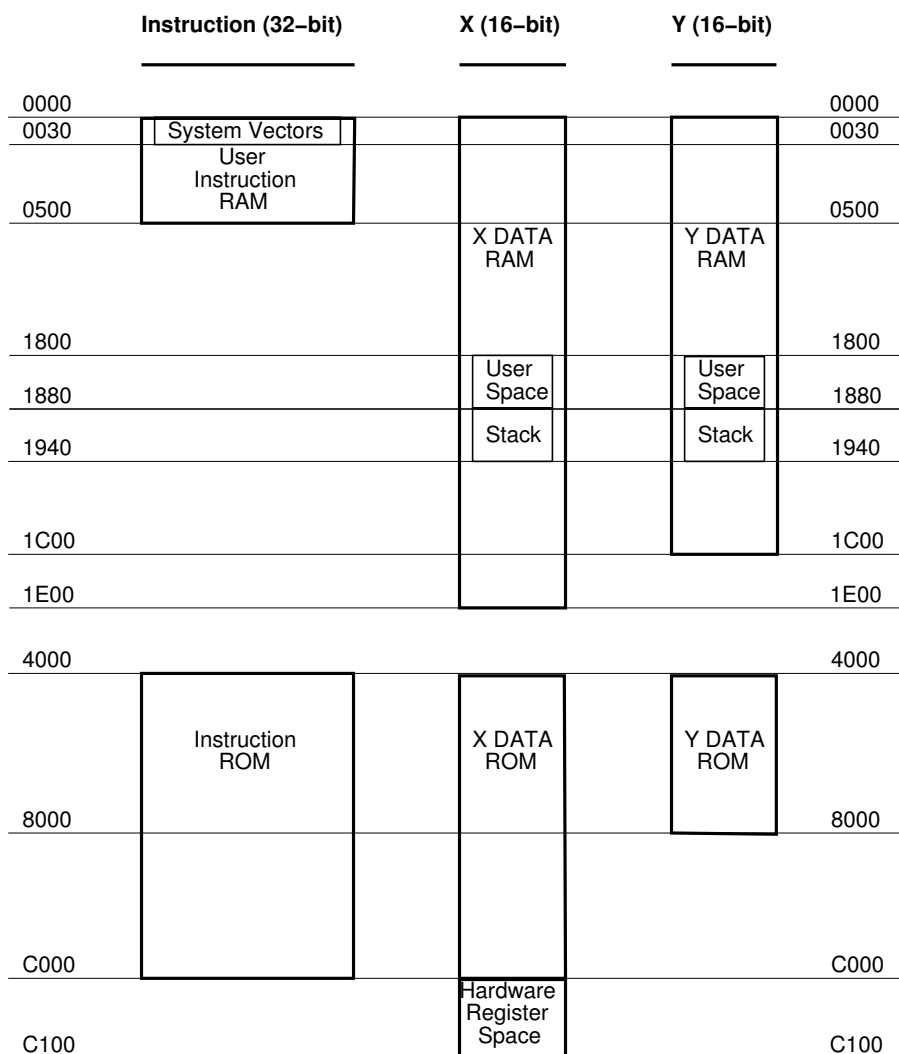 Instruction (32−bit) X (16−bit) Y (16−bit)
0000 0000
0030 System Vectors 0030
User
Instruction
RAM
0500 0500
X DATA Y DATA
RAM RAM
1800 1800
User User
Space Space
1880 1880
Stack Stack
1940 1940
1C00 1C00
1E00 1E00
4000 4000
Instruction X DATA Y DATA
ROM ROM ROM
8000 8000
C000 C000
Hardware
Register
Space
C100 C100